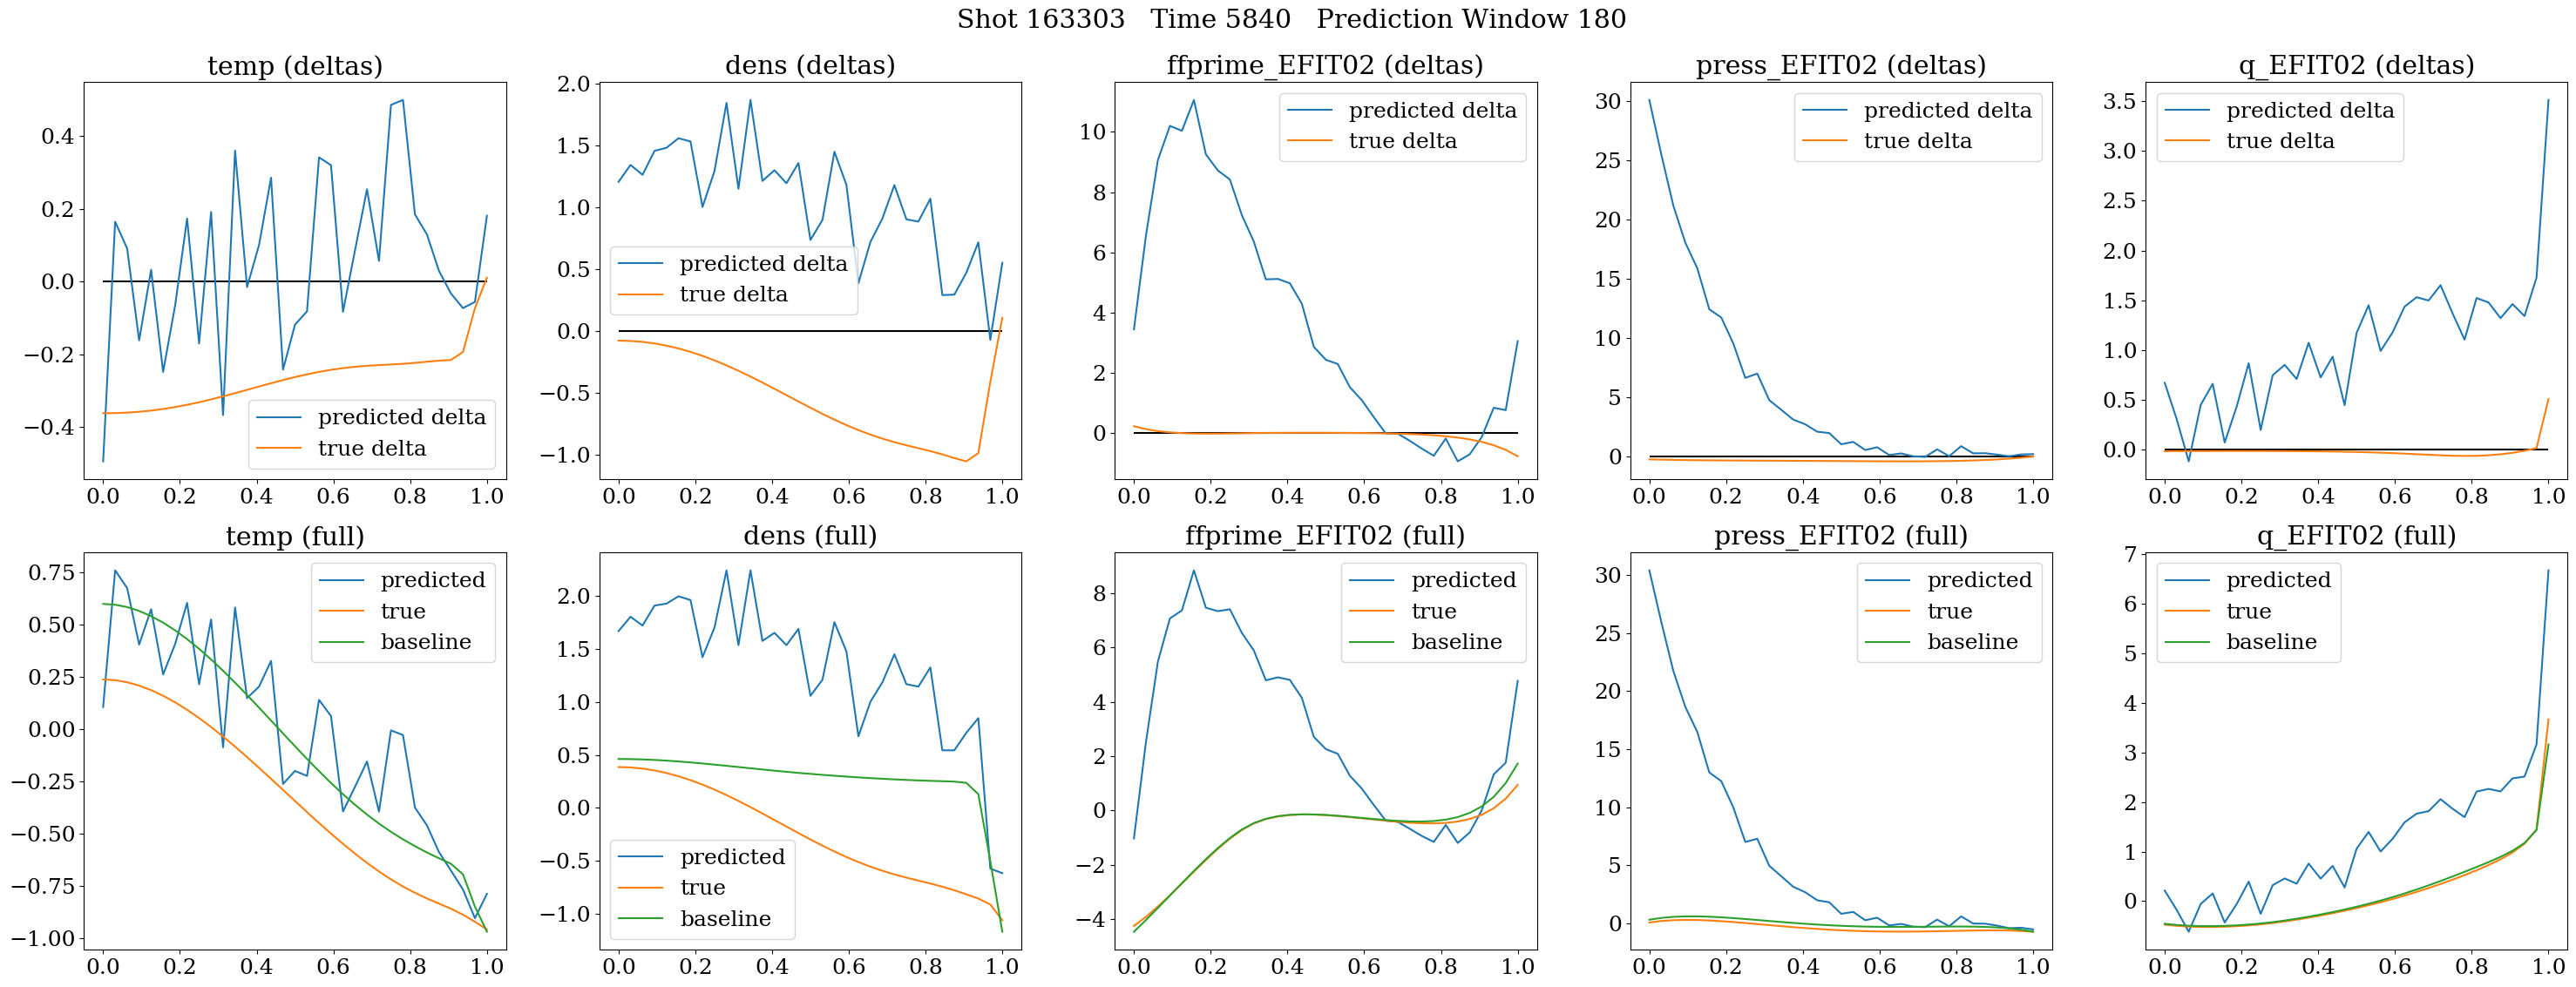 Shot 163303   Time 5840   Prediction Window 180
temp (deltas)
0.4
0.2
0.0
−0.2
−0.4
0.0 0.2 0.4 0.6 0.8 1.0
predicted delta
true delta
dens (deltas)
2.0
1.5
1.0
0.5
0.0
−0.5
−1.0
0.0 0.2 0.4 0.6 0.8 1.0
predicted delta
true delta
ffprime_EFIT02 (deltas)
10
8
6
4
2
0
0.0 0.2 0.4 0.6 0.8 1.0
predicted delta
true delta
press_EFIT02 (deltas)
30
25
20
15
10
5
0
0.0 0.2 0.4 0.6 0.8 1.0
predicted delta
true delta
q_EFIT02 (deltas)
3.5
3.0
2.5
2.0
1.5
1.0
0.5
0.0
0.0 0.2 0.4 0.6 0.8 1.0
predicted delta
true delta
temp (full)
0.75
0.50
0.25
0.00
−0.25
−0.50
−0.75
−1.00
0.0 0.2 0.4 0.6 0.8 1.0
predicted
true
baseline
dens (full)
2.0
1.5
1.0
0.5
0.0
−0.5
−1.0
0.0 0.2 0.4 0.6 0.8 1.0
predicted
true
baseline
ffprime_EFIT02 (full)
8
6
4
2
0
−2
−4
0.0 0.2 0.4 0.6 0.8 1.0
predicted
true
baseline
press_EFIT02 (full)
30
25
20
15
10
5
0
0.0 0.2 0.4 0.6 0.8 1.0
predicted
true
baseline
q_EFIT02 (full)
7
6
5
4
3
2
1
0
0.0 0.2 0.4 0.6 0.8 1.0
predicted
true
baseline